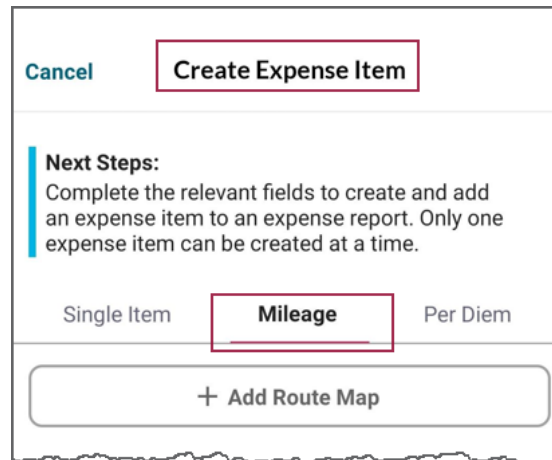 Cancel Create Expense Item
Next Steps:
Complete the relevant fields to create and add
an expense item to an expense report. Only one
expense item can be created at a time.
Single Item Mileage Per Diem
+ Add Route Map